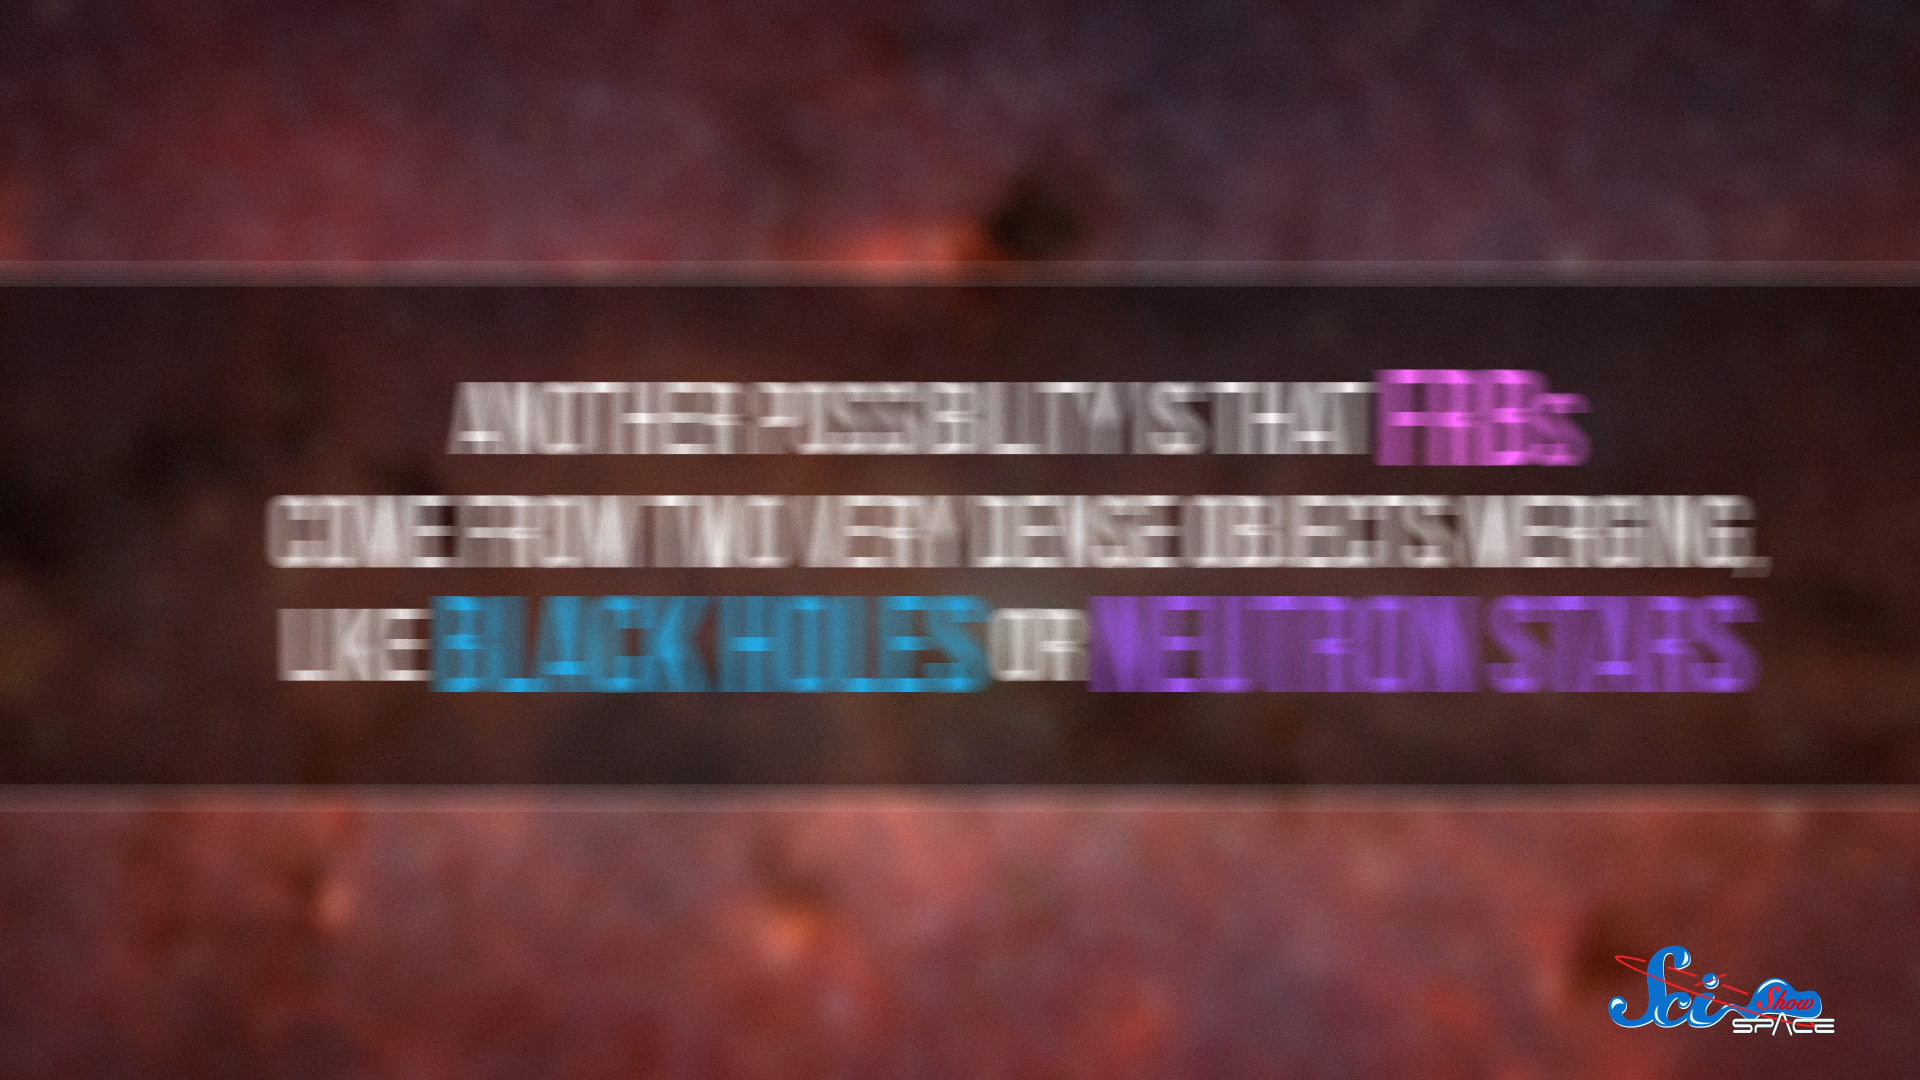 ANOTHER POSSIBILITY IS THAT FRBs
COME FROM TWO VERY DENSE OBJECTS MERGING,
LIKE BLACK HOLES OR NEUTRON STARS
Sci Show
SPACE